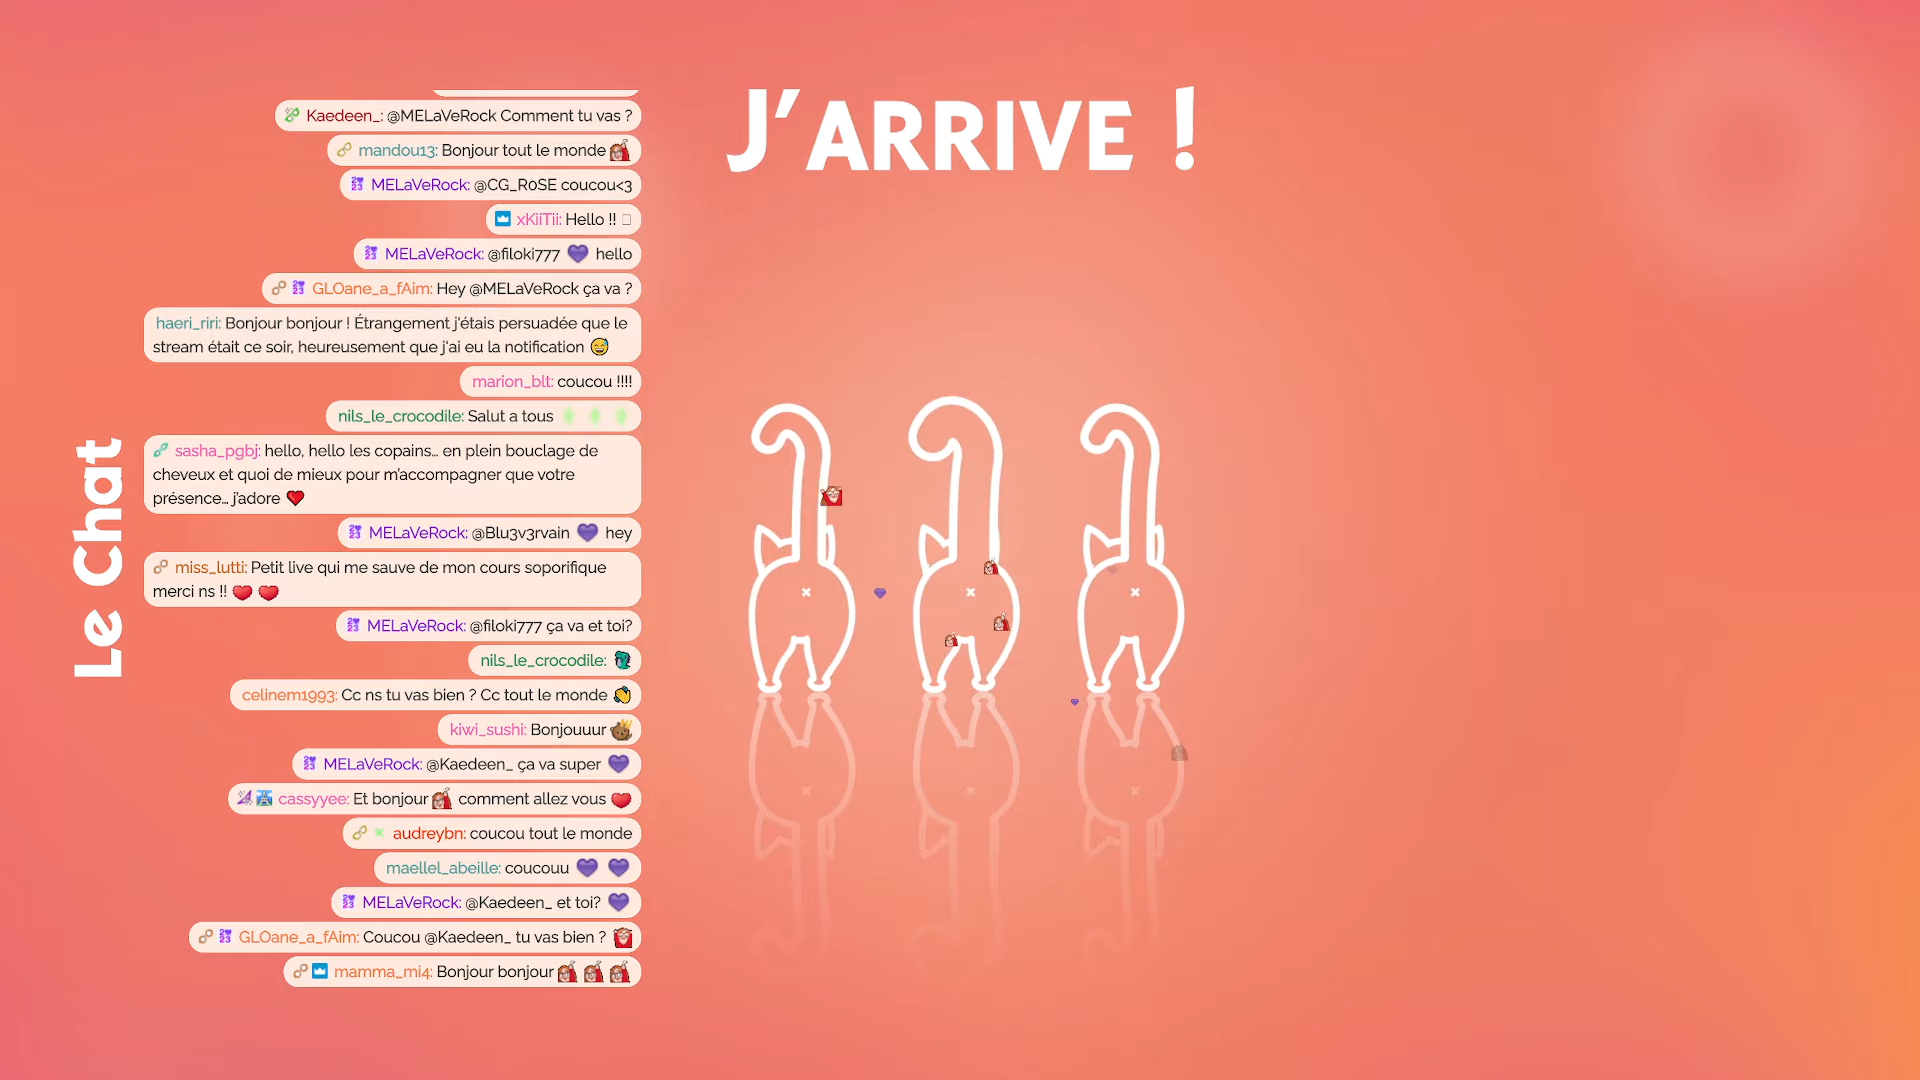 J'ARRIVE !
Le Chat
Kaedeen_: @MELaVeRock Comment tu vas ?
mandou13: Bonjour tout le monde
MELaVeRock: @CG_R0SE coucou<3
xKiiTii: Hello !!
MELaVeRock: @filoki777 💜 hello
GLOane_a_fAim: Hey @MELaVeRock ça va ?
haeri_riri: Bonjour bonjour ! Étrangement j'étais persuadée que le
stream était ce soir, heureusement que j'ai eu la notification 😅
marion_blt: coucou !!!!
nils_le_crocodile: Salut a tous
sasha_pgbj: hello, hello les copains... en plein bouclage de
cheveux et quoi de mieux pour m'accompagner que votre
présence... j'adore ❤️
MELaVeRock: @Blu3v3rvain 💜 hey
miss_lutti: Petit live qui me sauve de mon cours soporifique
merci ns !! ❤️ ❤️
MELaVeRock: @filoki777 ça va et toi?
nils_le_crocodile:
celinem1993: Cc ns tu vas bien ? Cc tout le monde
kiwi_sushi: Bonjouuur
MELaVeRock: @Kaedeen_ ça va super 💜
cassyyee: Et bonjour comment allez vous ❤️
audreybn: coucou tout le monde
maellel_abeille: coucouu 💜 💜
MELaVeRock: @Kaedeen_ et toi? 💜
GLOane_a_fAim: Coucou @Kaedeen_ tu vas bien ?
mamma_mi4: Bonjour bonjour